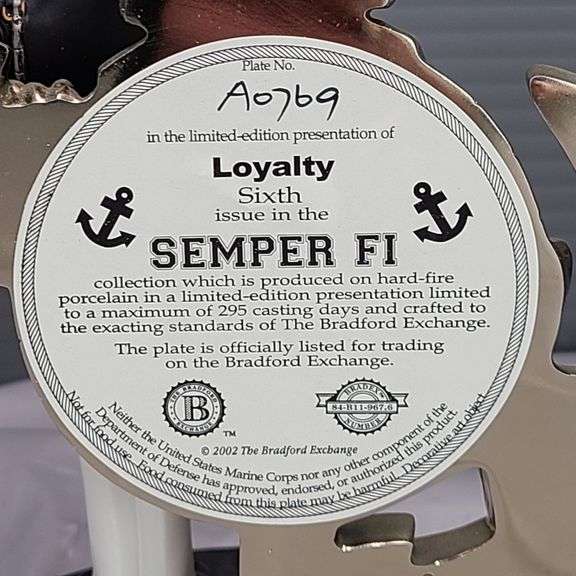 Plate No.
A0769
in the limited-edition presentation of
Loyalty
Sixth
issue in the
SEMPER FI
collection which is produced on hard-fire
porcelain in a limited-edition presentation limited
to a maximum of 295 casting days and crafted to
the exacting standards of The Bradford Exchange.
The plate is officially listed for trading
on the Bradford Exchange.
THE BRADFORD
B
EXCHANGE
™
BRADEX
84-B11-967.6
NUMBER
© 2002 The Bradford Exchange
Neither the United States Marine Corps nor any other component of the
Department of Defense has approved, endorsed, or authorized this product.
Not for food use. Food consumed from this plate may be harmful. Decorative art object.